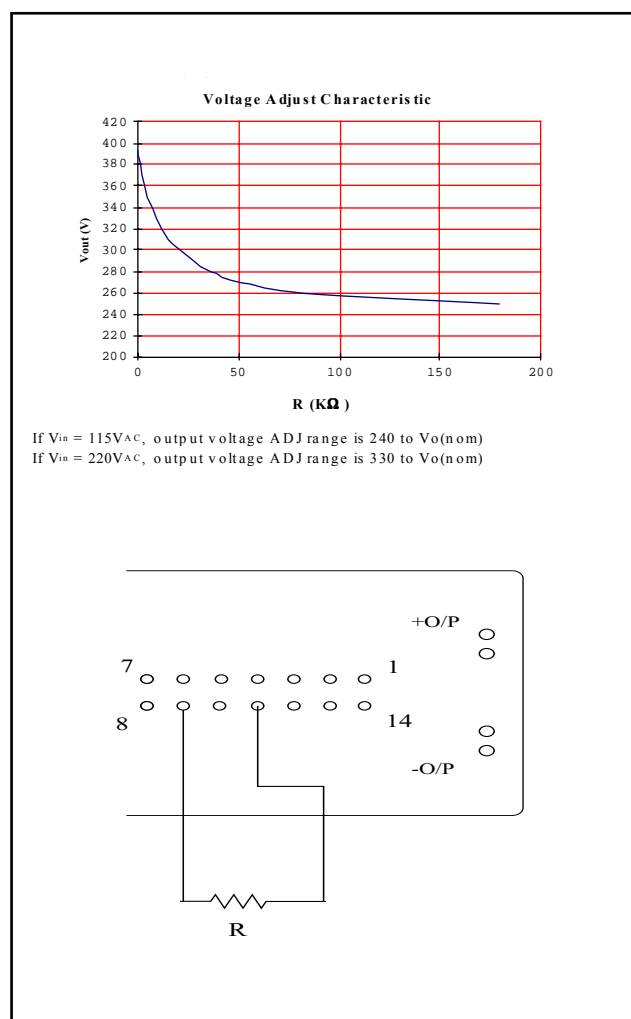 Voltage Adjust Characteristic
420
400
380
360
340
320
300
280
260
240
220
200
Vout (V)
0 50 100 150 200
R (KΩ)
If Vin = 115VAC, output voltage ADJ range is 240 to Vo(nom)
If Vin = 220VAC, output voltage ADJ range is 330 to Vo(nom)
+O/P
7 1
8 14
-O/P
R